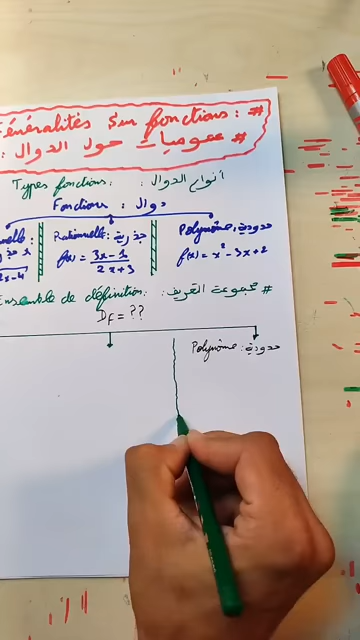 Généralités Sur fonctions : #
# عموميات حول الدوال :
Types fonctions : أنواع الدوال :
Fonctions : دوال
Rationnelle : جذرية Polynôme : حدودية
f(x) = 3x - 1 / 2x + 3 f(x) = x² - 3x + 2
Ensemble de définition : مجموعة التعريف : #
Df = ??
Polynôme : حدودية